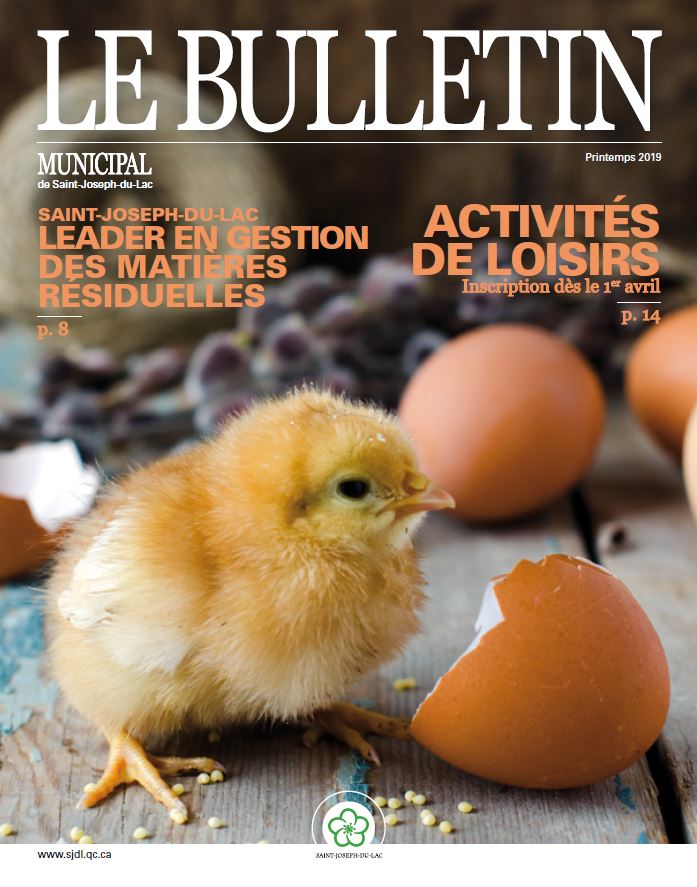 LE BULLETIN
MUNICIPAL
de Saint-Joseph-du-Lac
Printemps 2019
SAINT-JOSEPH-DU-LAC
LEADER EN GESTION
DES MATIÈRES
RÉSIDUELLES
p. 8
ACTIVITÉS
DE LOISIRS
Inscription dès le 1er avril
p. 14
www.sjdl.qc.ca
SAINT-JOSEPH-DU-LAC